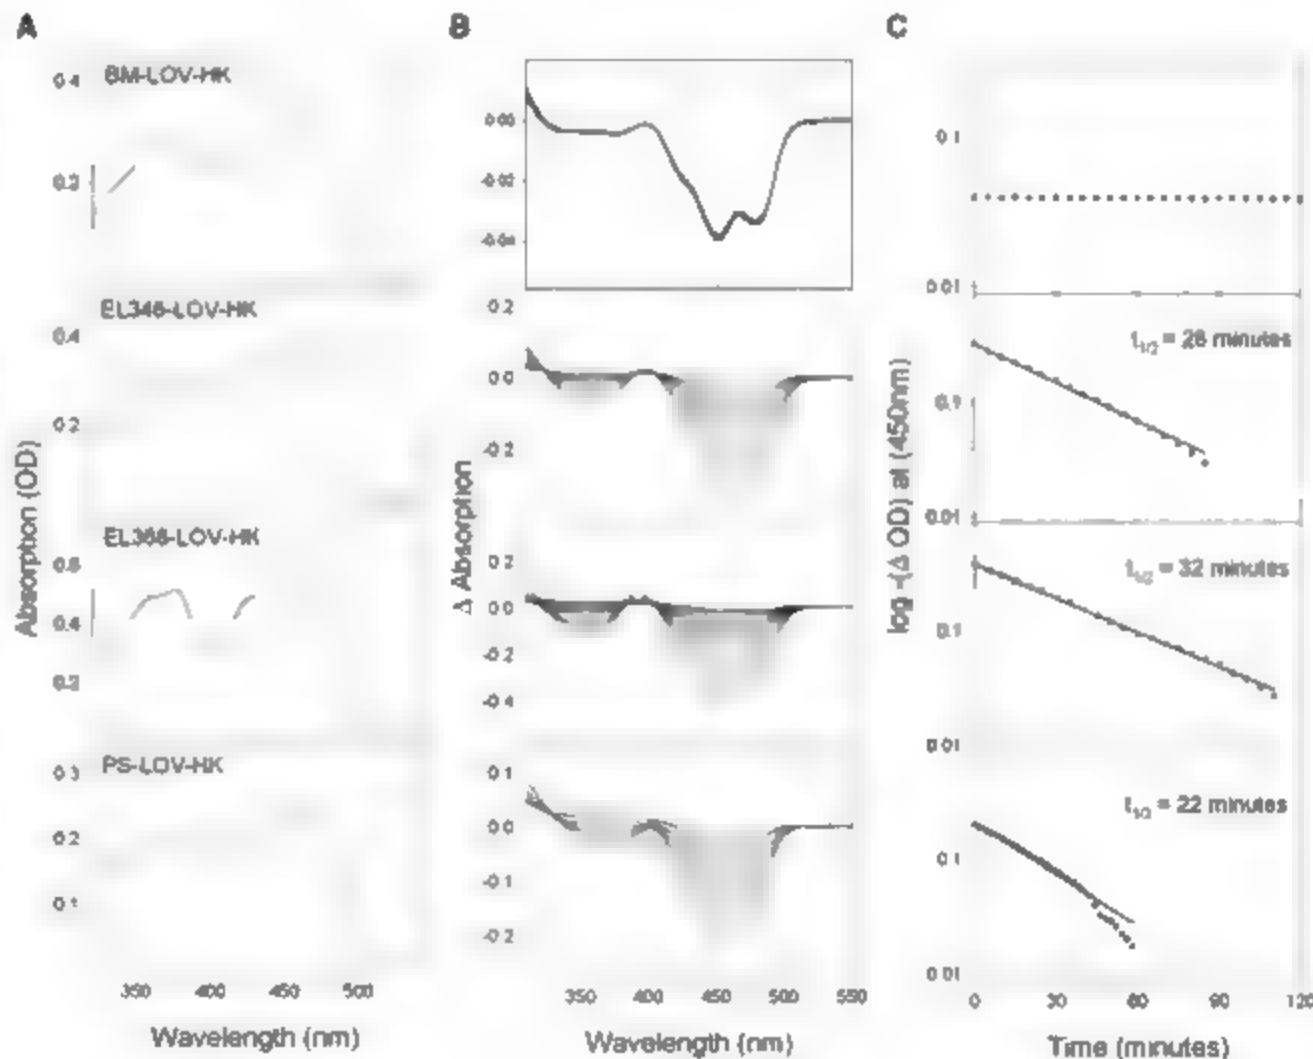 A
B
C
BM-LOV-HK
0.4
0.2
EL346-LOV-HK
0.4
0.2
LOV-HK
0.4
0.2
PS-LOV-HK
0.3
0.2
0.1
350
400
450
500
Absorption (OD)
Wavelength (nm)
0.00
0.2
0.0
0.2
0.2
0.0
-0.2
-0.4
0.1
0.0
-0.1
-0.2
350
400
450
500
550
Δ Absorption
Wavelength (nm)
0.1
0.01
t1/2 = 26 minutes
0.1
0.01
t1/2 = 32 minutes
0.1
0.01
t1/2 = 22 minutes
0.1
0.01
0
30
60
90
120
log -(Δ OD) at (450nm)
Time (minutes)